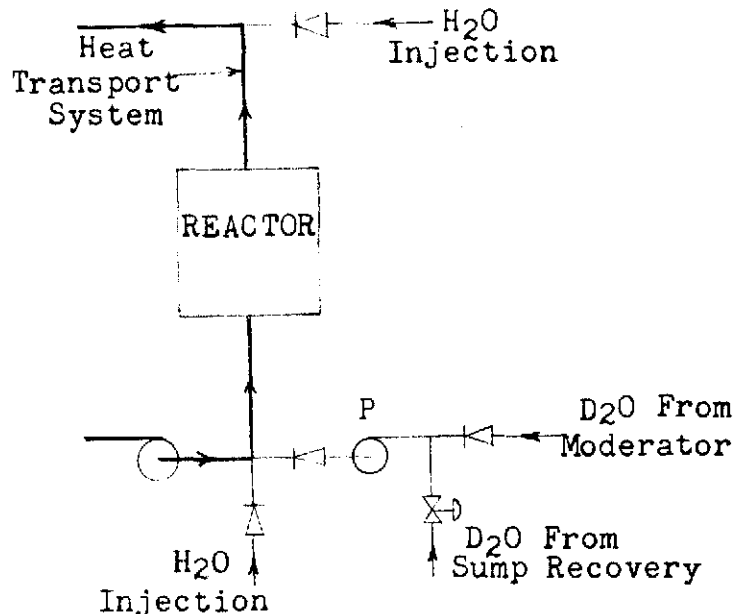 H2O
Injection
Heat
Transport
System
REACTOR
P
D2O From
Moderator
D2O From
Sump Recovery
H2O
Injection